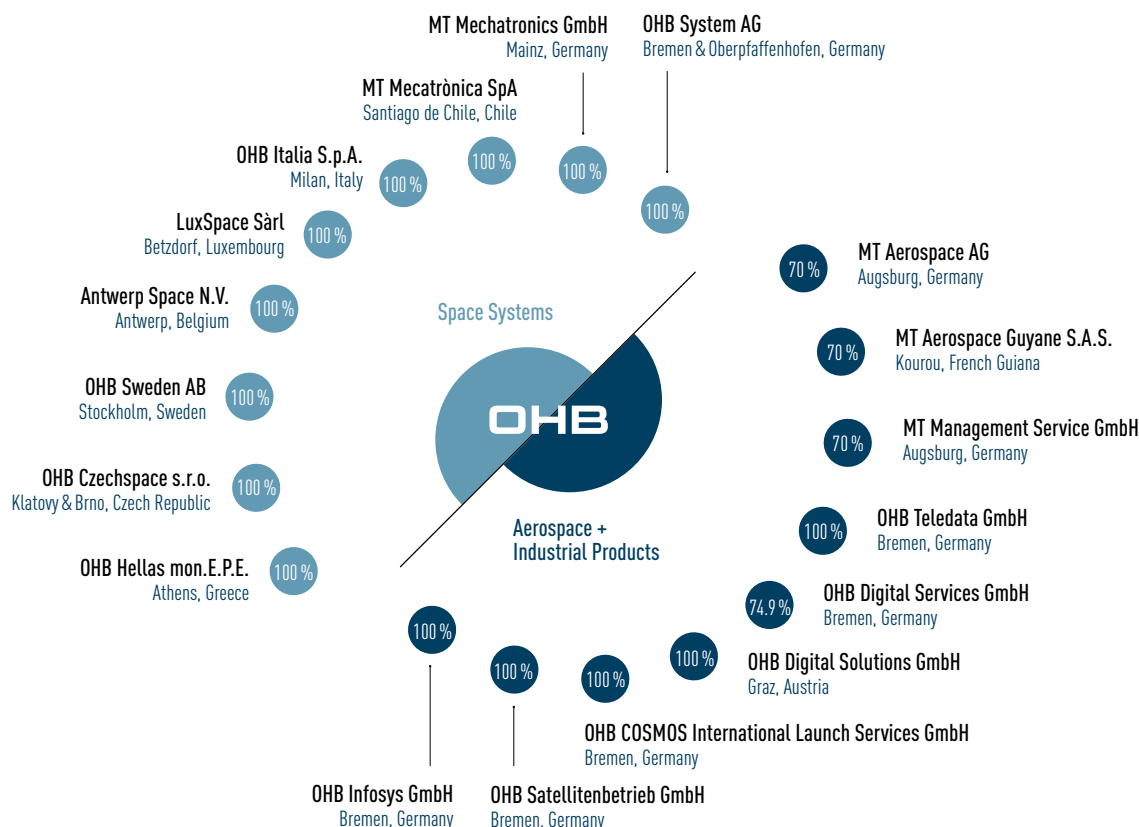 MT Mechatronics GmbH
Mainz, Germany
OHB System AG
Bremen & Oberpfaffenhofen, Germany
MT Mecatrònica SpA
Santiago de Chile, Chile
OHB Italia S.p.A.
Milan, Italy
100 %
100 %
100 %
100 %
LuxSpace Sàrl
Betzdorf, Luxembourg
100 %
MT Aerospace AG
Augsburg, Germany
70 %
Antwerp Space N.V.
Antwerp, Belgium
100 %
Space Systems
MT Aerospace Guyane S.A.S.
Kourou, French Guiana
70 %
OHB Sweden AB
Stockholm, Sweden
100 %
OHB
MT Management Service GmbH
Augsburg, Germany
70 %
OHB Czechspace s.r.o.
Klatovy & Brno, Czech Republic
100 %
Aerospace +
Industrial Products
OHB Teledata GmbH
Bremen, Germany
100 %
OHB Hellas mon.E.P.E.
Athens, Greece
100 %
OHB Digital Services GmbH
Bremen, Germany
74.9 %
100 %
100 %
100 %
100 %
OHB Digital Solutions GmbH
Graz, Austria
OHB COSMOS International Launch Services GmbH
Bremen, Germany
OHB Infosys GmbH
Bremen, Germany
OHB Satellitenbetrieb GmbH
Bremen, Germany